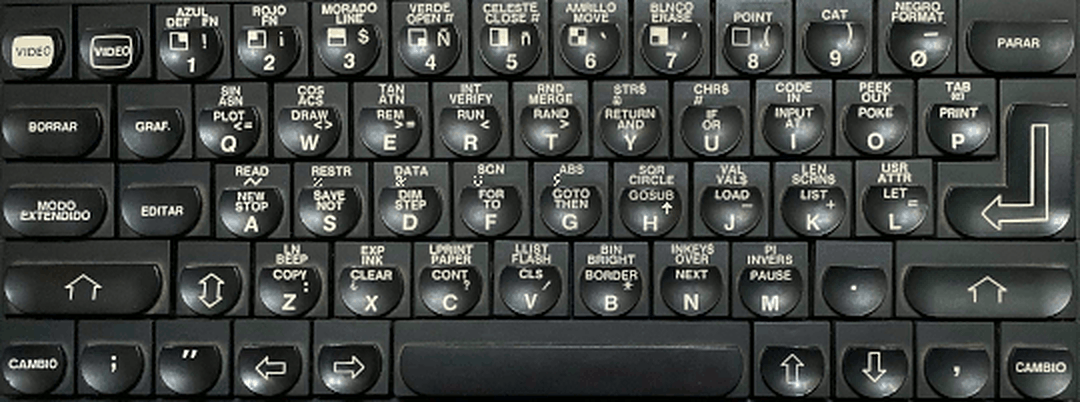 VIDEO
VIDEO
AZUL
DEF FN
!
1
ROJO
FN
¡
2
MORADO
LINE
$
3
VERDE
OPEN #
Ñ
4
CELESTE
CLOSE #
ñ
5
AMRILLO
MOVE
6
BLNCO
ERASE
7
POINT
(
8
CAT
)
9
NEGRO
FORMAT
_
Ø
PARAR
BORRAR
GRAF.
SIN
ASN
PLOT
<=
Q
COS
ACS
DRAW
<>
W
TAN
ATN
REM
>=
E
INT
VERIFY
RUN
<
R
RND
MERGE
RAND
>
T
STR$
RETURN
AND
Y
CHR$
#
IF
OR
U
CODE
IN
INPUT
AT
I
PEEK
OUT
POKE
O
TAB
PRINT
P
MODO
EXTENDIDO
EDITAR
READ
NEW
STOP
A
RESTR
SAVE
NOT
S
DATA
DIM
STEP
D
SCN
FOR
TO
F
ABS
GOTO
THEN
G
SQR
CIRCLE
GOSUB
H
VAL
VAL$
LOAD
–
J
LEN
SCRN$
LIST
+
K
USR
ATTR
LET
=
L
LN
BEEP
COPY
:
Z
EXP
INK
CLEAR
¿
X
LPRINT
PAPER
CONT
?
C
LLIST
FLASH
CLS
/
V
BIN
BRIGHT
BORDER
*
B
INKEYS
OVER
NEXT
N
PI
INVERS
PAUSE
M
.
CAMBIO
;
"
,
CAMBIO